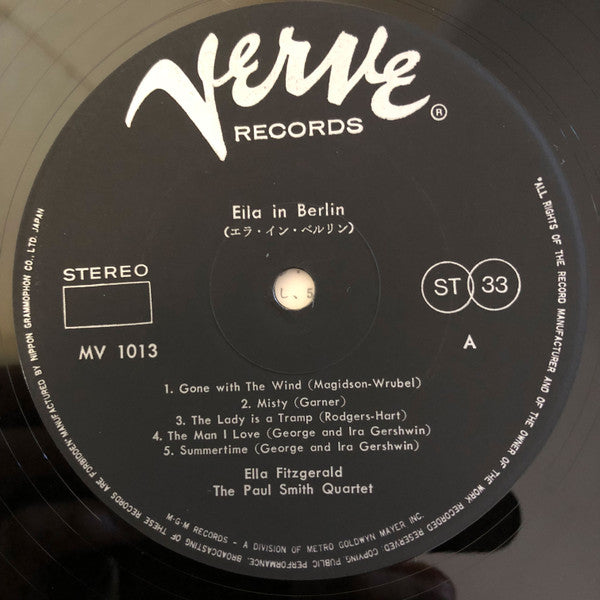 Verve
RECORDS ®
Eila in Berlin
(エラ・イン・ベルリン)
STEREO
MV 1013
ST 33
A
1. Gone with The Wind (Magidson-Wrubel)
2. Misty (Garner)
3. The Lady is a Tramp (Rodgers-Hart)
4. The Man I Love (George and Ira Gershwin)
5. Summertime (George and Ira Gershwin)
Ella Fitzgerald
The Paul Smith Quartet
M-G-M RECORDS - A DIVISION OF METRO GOLDWYN MAYER INC.
"ALL RIGHTS OF THE RECORD MANUFACTURER AND OF THE OWNER OF THE WORK RECORDED RESERVED COPYING, PUBLIC PERFORMANCE AND BROADCASTING OF THESE RECORDS ARE FORBIDDEN MANUFACTURED BY NIPPON GRAMMOPHON CO., LTD. JAPAN